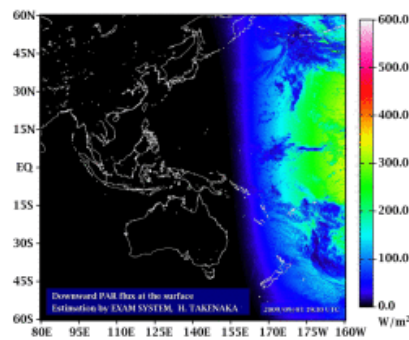 60N
45N
30N
15N
EQ
15S
30S
45S
60S
80E 95E 110E 125E 140E 155E 170E 175W 160W
600.0
500.0
400.0
300.0
200.0
100.0
0.0
W/m²
Downward PAR flux at the surface
Estimation by EXAM SYSTEM, H. TAKENAKA
UTC